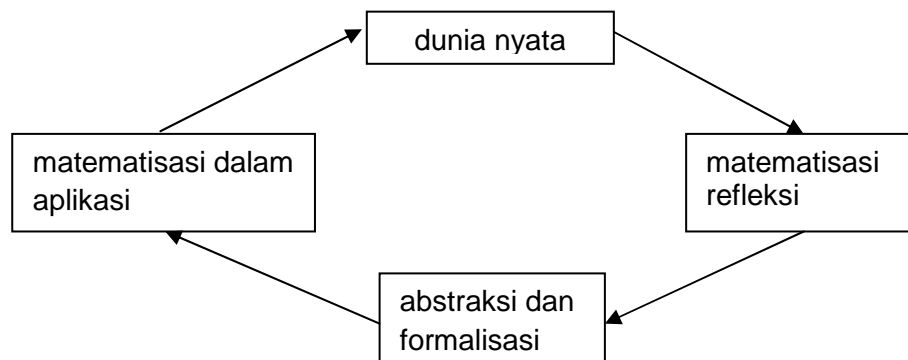 dunia nyata
matematisasi dalam
aplikasi
matematisasi
refleksi
abstraksi dan
formalisasi